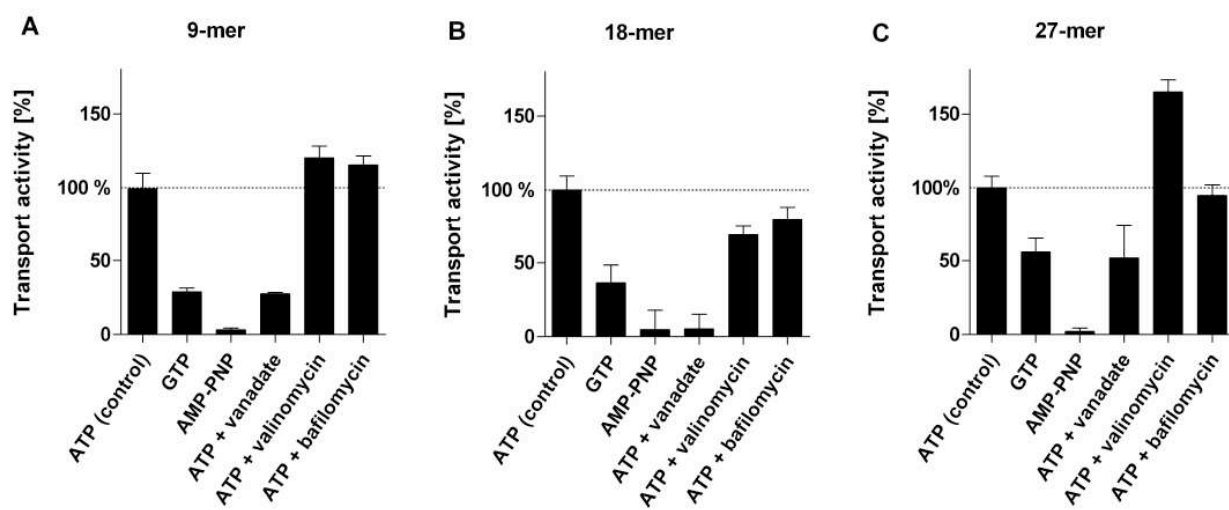 A
9-mer
Transport activity [%]
150
100 %
50
0
ATP (control)
GTP
AMP-PNP
ATP + vanadate
ATP + valinomycin
ATP + bafilomycin
B
18-mer
Transport activity [%]
150
100 %
50
0
ATP (control)
GTP
AMP-PNP
ATP + vanadate
ATP + valinomycin
ATP + bafilomycin
C
27-mer
Transport activity [%]
150
100%
50
0
ATP (control)
GTP
AMP-PNP
ATP + vanadate
ATP + valinomycin
ATP + bafilomycin